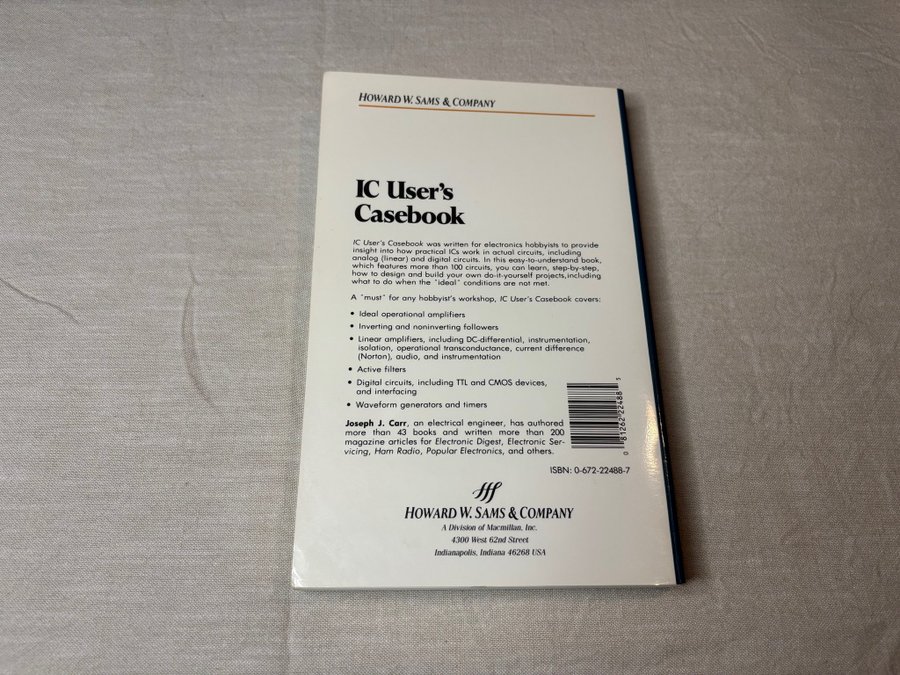 HOWARD W. SAMS & COMPANY
IC User's
Casebook
IC User's Casebook was written for electronics hobbyists to provide
insight into how practical ICs work in actual circuits, including
analog (linear) and digital circuits. In this easy-to-understand book,
which features more than 100 circuits, you can learn, step-by-step,
how to design and build your own do-it-yourself projects, including
what to do when the "ideal" conditions are not met.
A "must" for any hobbyist's workshop, IC User's Casebook covers:
• Ideal operational amplifiers
• Inverting and noninverting followers
• Linear amplifiers, including DC-differential, instrumentation,
isolation, operational transconductance, current difference
(Norton), audio, and instrumentation
• Active filters
• Digital circuits, including TTL and CMOS devices,
and interfacing
• Waveform generators and timers
Joseph J. Carr, an electrical engineer, has authored
more than 43 books and written more than 200
magazine articles for Electronic Digest, Electronic Ser-
vicing, Ham Radio, Popular Electronics, and others.
0 81262 22488 5
ISBN: 0-672-22488-7
HOWARD W. SAMS & COMPANY
A Division of Macmillan, Inc.
4300 West 62nd Street
Indianapolis, Indiana 46268 USA